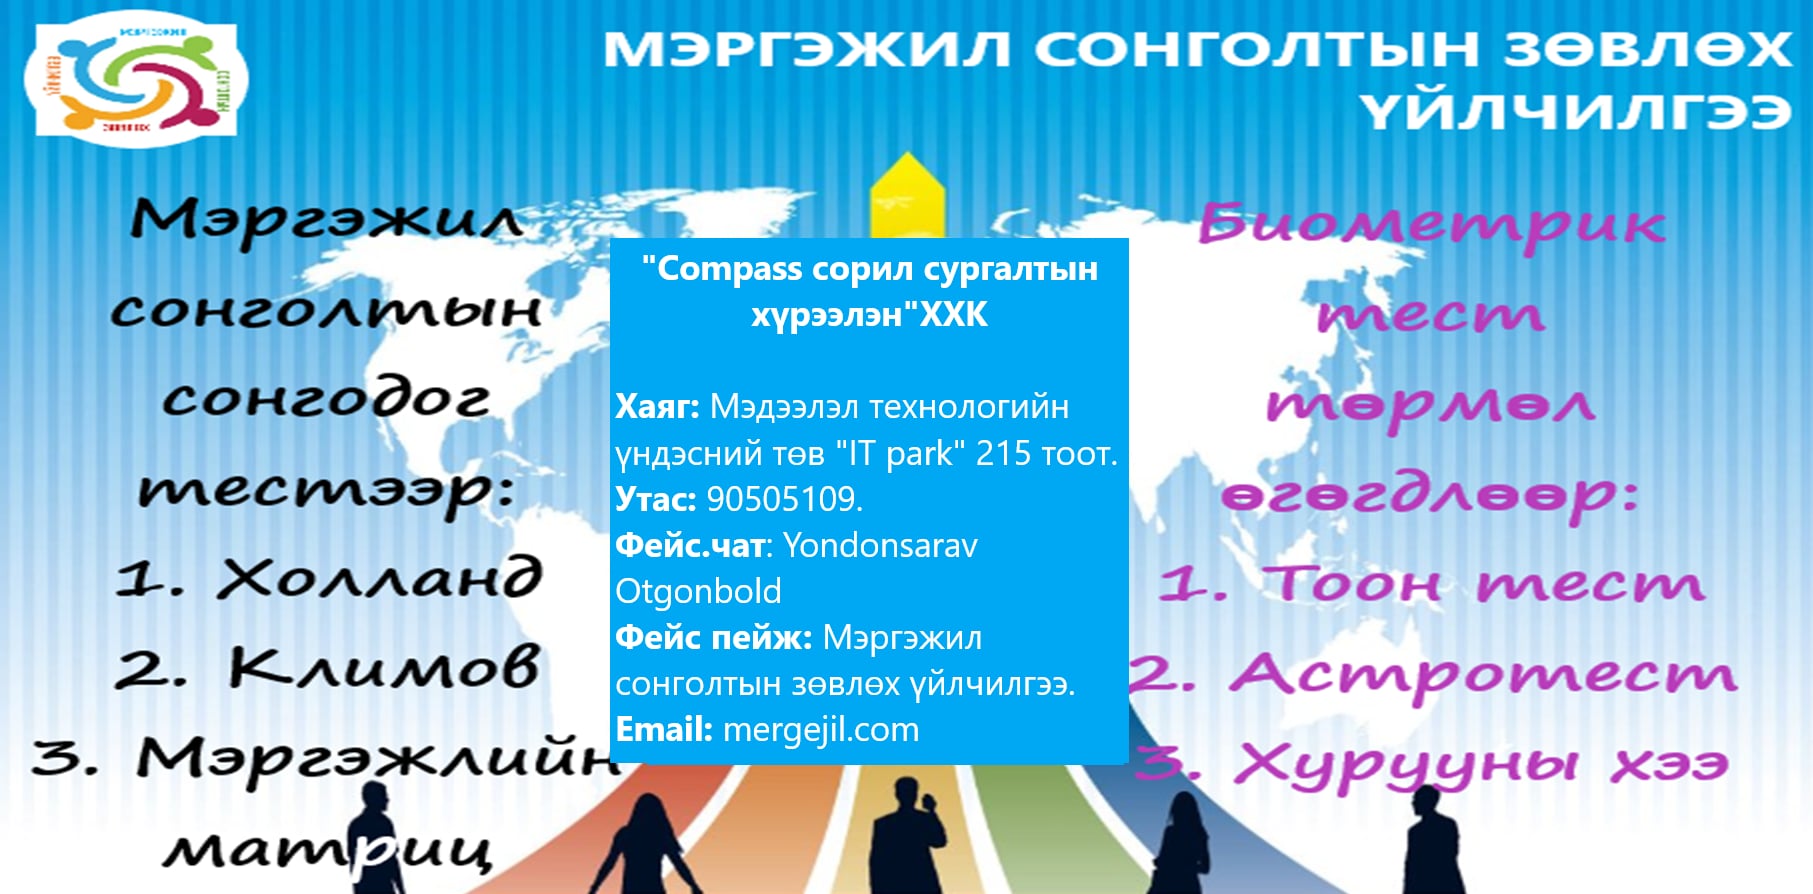 МЭРГЭЖИЛ СОНГОЛТЫН ЗӨВЛӨХ
ҮЙЛЧИЛГЭЭ
Мэргэжил
сонголтын
сонгодог
тестээр:
1. Холланд
2. Климов
3. Мэргэжлийн
матриц
"Compass сорил сургалтын
хүрээлэн"ХХК
Хаяг: Мэдээлэл технологийн
үндэсний төв "IT park" 215 тоот.
Утас: 90505109.
Фейс.чат: Yondonsarav
Otgonbold
Фейс пейж: Мэргэжил
сонголтын зөвлөх үйлчилгээ.
Email: mergejil.com
Биометрик
тест
төрмөл
өгөгдлөөр:
1. Тоон тест
2. Астротест
3. Хурууны хээ